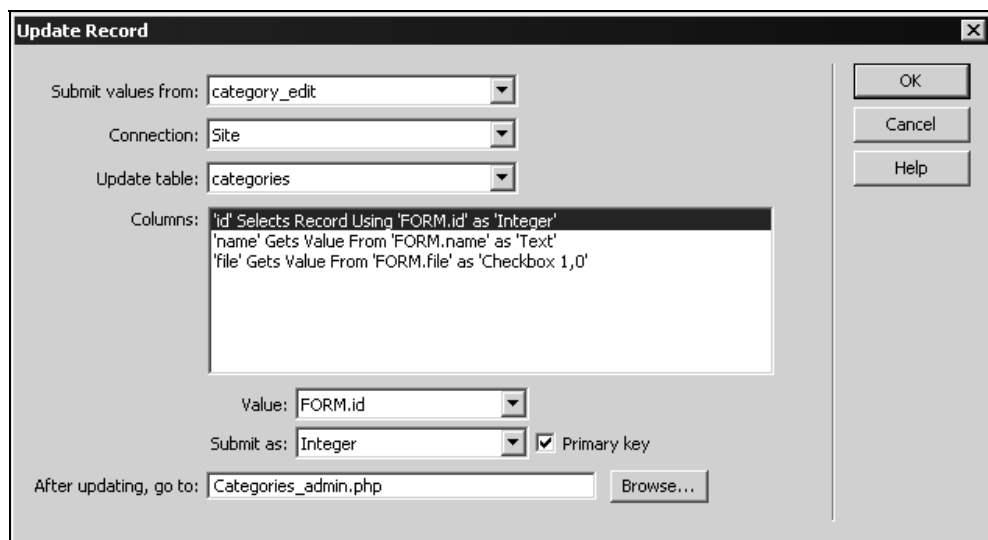 Update Record
Submit values from: category_edit
OK
Connection: Site
Cancel
Update table: categories
Help
Columns: 'id' Selects Record Using 'FORM.id' as 'Integer'
'name' Gets Value From 'FORM.name' as 'Text'
'file' Gets Value From 'FORM.file' as 'Checkbox 1,0'
Value: FORM.id
Submit as: Integer Primary key
After updating, go to: Categories_admin.php Browse...